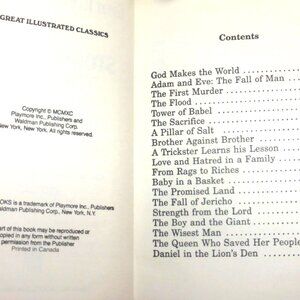 GREAT ILLUSTRATED CLASSICS
Copyright © MCMXC
Playmore Inc., Publishers and
Waldman Publishing Corp.,
New York, New York. All rights
OKS is a trademark of Playmore Inc., Publishers
Waldman Publishing Corp., New York, N.Y.
art of this book may be reproduced or
copied in any form without written
permission from the Publisher
Printed in Canada
Contents
God Makes the World
Adam and Eve: The Fall of Man
The First Murder
The Flood
Tower of Babel
The Sacrifice
A Pillar of Salt
Brother Against Brother
A Trickster Learns his Lesson
Love and Hatred in a Family
From Rags to Riches
Baby in a Basket
The Promised Land
The Fall of Jericho
Strength from the Lord
The Boy and the Giant
The Wisest Man
The Queen Who Saved Her People
Daniel in the Lion's Den